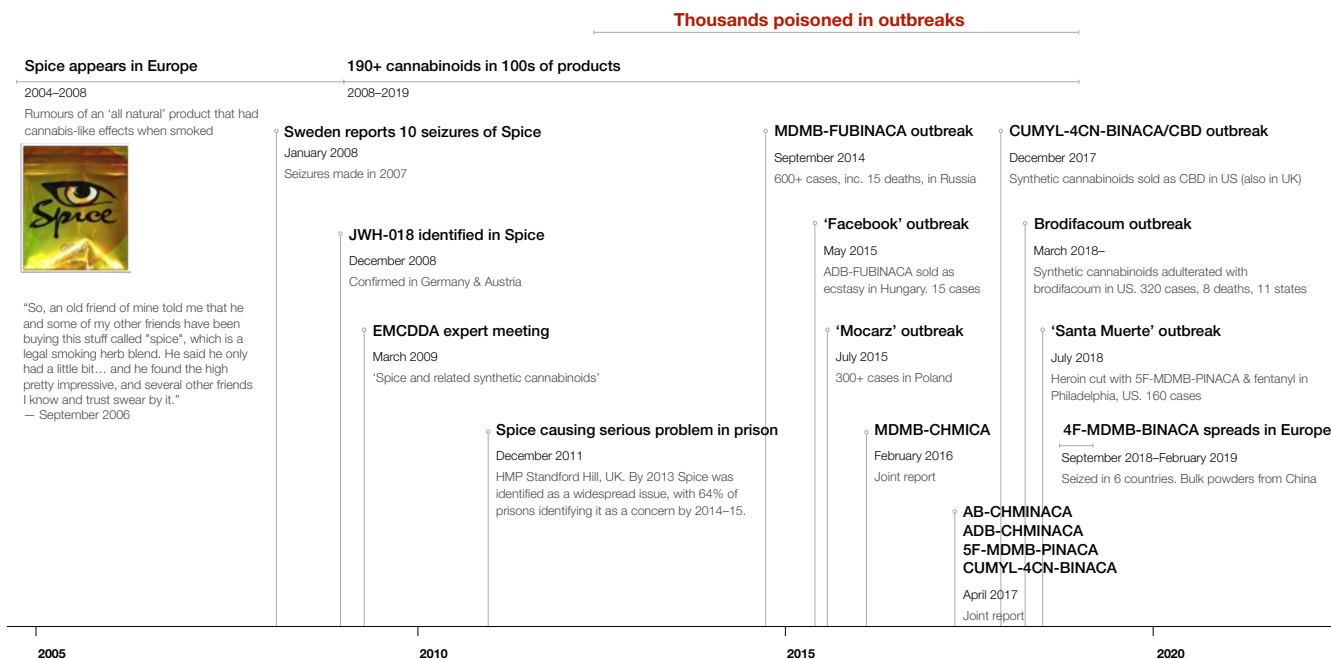 Thousands poisoned in outbreaks
Spice appears in Europe
2004–2008
Rumours of an ‘all natural’ product that had
cannabis-like effects when smoked
Spice
“So, an old friend of mine told me that he
and some of my other friends have been
buying this stuff called "spice", which is a
legal smoking herb blend. He said he only
had a little bit… and he found the high
pretty impressive, and several other friends
I know and trust swear by it.”
— September 2006
190+ cannabinoids in 100s of products
2008–2019
Sweden reports 10 seizures of Spice
January 2008
Seizures made in 2007
JWH-018 identified in Spice
December 2008
Confirmed in Germany & Austria
EMCDDA expert meeting
March 2009
‘Spice and related synthetic cannabinoids’
Spice causing serious problem in prison
December 2011
HMP Standford Hill, UK. By 2013 Spice was
identified as a widespread issue, with 64% of
prisons identifying it as a concern by 2014–15.
MDMB-FUBINACA outbreak
September 2014
600+ cases, inc. 15 deaths, in Russia
‘Facebook’ outbreak
May 2015
ADB-FUBINACA sold as
ecstasy in Hungary. 15 cases
‘Mocarz’ outbreak
July 2015
300+ cases in Poland
MDMB-CHMICA
February 2016
Joint report
AB-CHMINACA
ADB-CHMINACA
5F-MDMB-PINACA
CUMYL-4CN-BINACA
April 2017
Joint report
CUMYL-4CN-BINACA/CBD outbreak
December 2017
Synthetic cannabinoids sold as CBD in US (also in UK)
Brodifacoum outbreak
March 2018–
Synthetic cannabinoids adulterated with
brodifacoum in US. 320 cases, 8 deaths, 11 states
‘Santa Muerte’ outbreak
July 2018
Heroin cut with 5F-MDMB-PINACA & fentanyl in
Philadelphia, US. 160 cases
4F-MDMB-BINACA spreads in Europe
September 2018–February 2019
Seized in 6 countries. Bulk powders from China
2005
2010
2015
2020